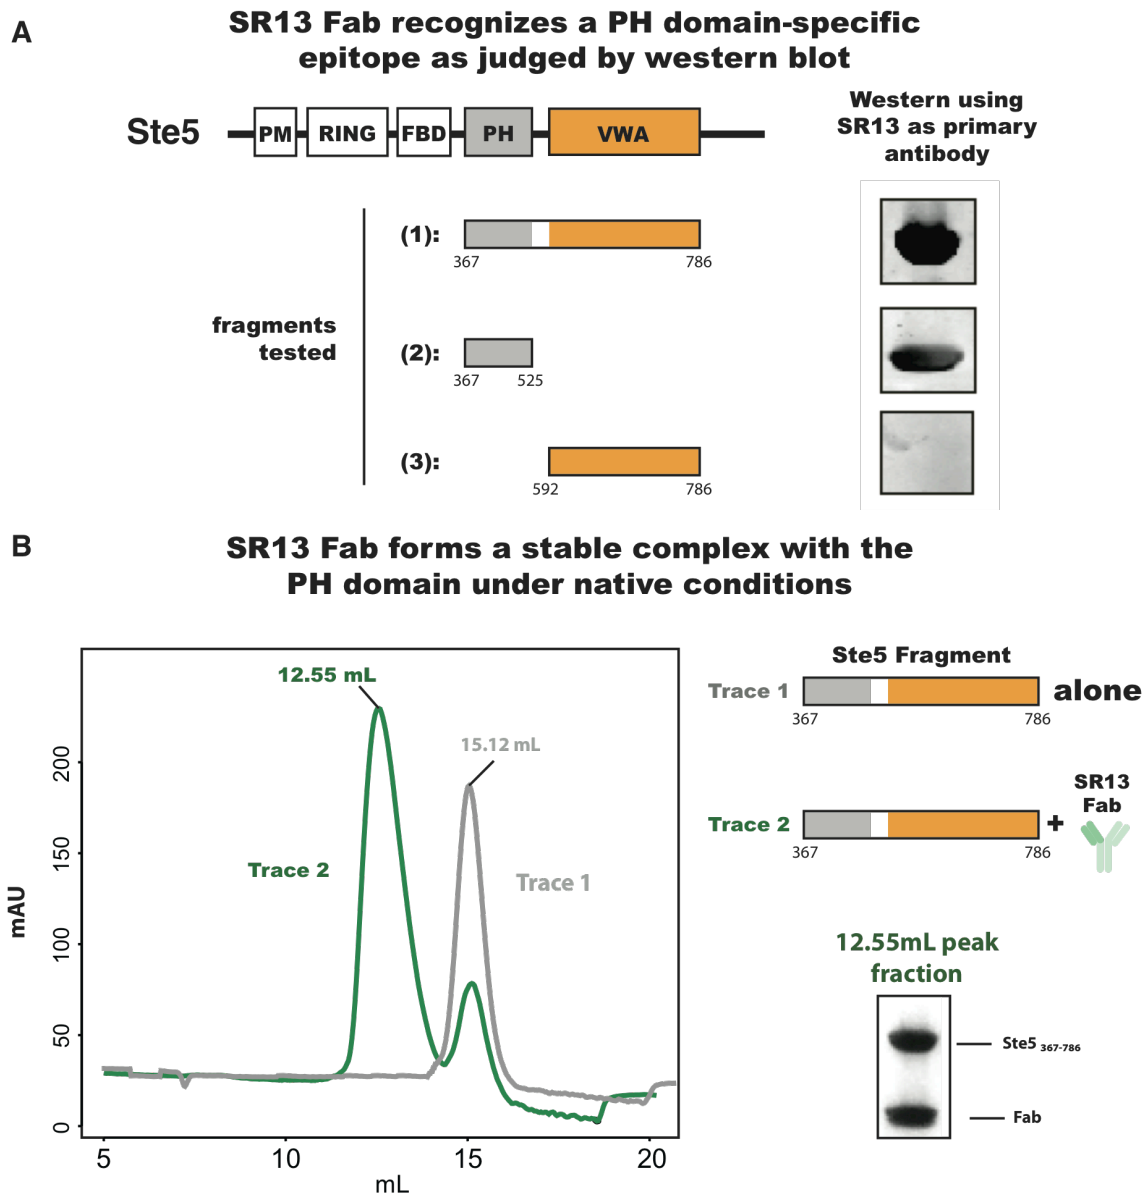 A
SR13 Fab recognizes a PH domain-specific
epitope as judged by western blot
Ste5
PM
RING
FBD
PH
VWA
Western using
SR13 as primary
antibody
fragments
tested
(1):
367
786
(2):
367
525
(3):
592
786
B
SR13 Fab forms a stable complex with the
PH domain under native conditions
12.55 mL
15.12 mL
Trace 2
Trace 1
mAU
200
150
100
50
0
5
10
15
20
mL
Ste5 Fragment
Trace 1
alone
367
786
Trace 2
+
SR13
Fab
367
786
12.55mL peak
fraction
Ste5 367-786
Fab